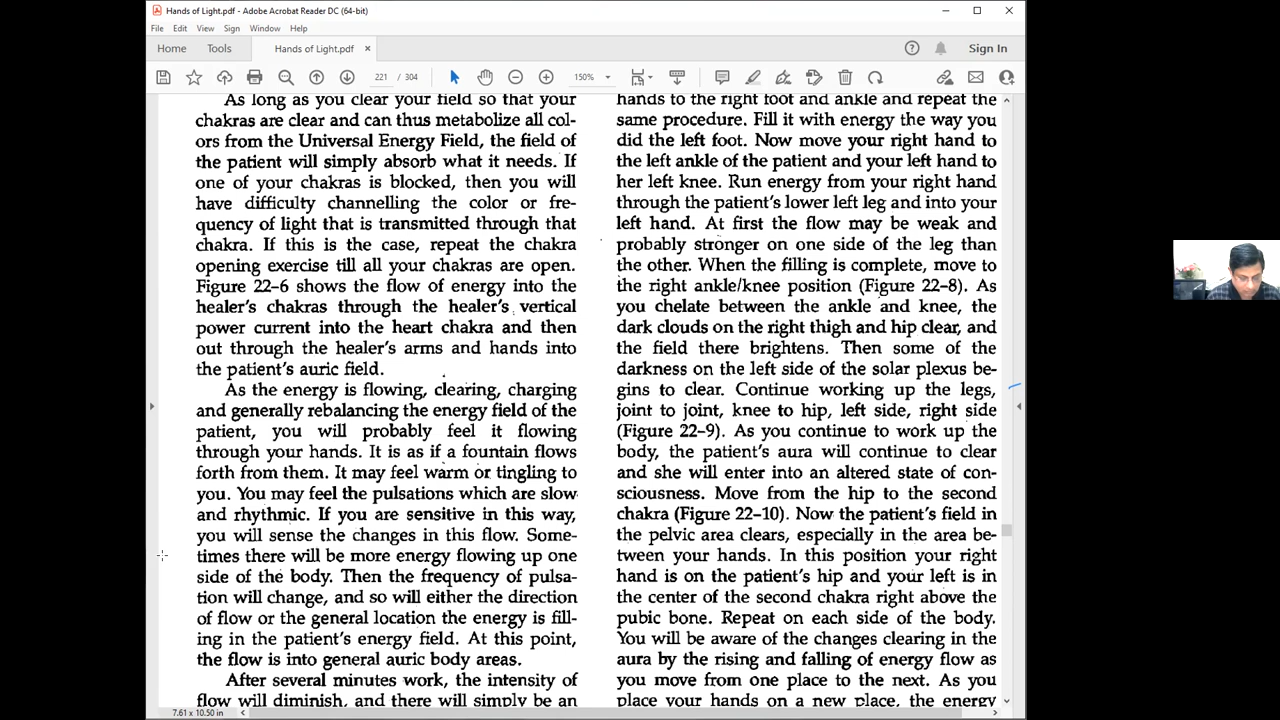 Hands of Light.pdf - Adobe Acrobat Reader DC (64-bit)
File Edit View Sign Window Help
Home Tools Hands of Light.pdf × Sign In
221 / 304 150%
As long as you clear your field so that your
chakras are clear and can thus metabolize all col-
ors from the Universal Energy Field, the field of
the patient will simply absorb what it needs. If
one of your chakras is blocked, then you will
have difficulty channelling the color or fre-
quency of light that is transmitted through that
chakra. If this is the case, repeat the chakra
opening exercise till all your chakras are open.
Figure 22–6 shows the flow of energy into the
healer's chakras through the healer's vertical
power current into the heart chakra and then
out through the healer's arms and hands into
the patient's auric field.
As the energy is flowing, clearing, charging
and generally rebalancing the energy field of the
patient, you will probably feel it flowing
through your hands. It is as if a fountain flows
forth from them. It may feel warm or tingling to
you. You may feel the pulsations which are slow
and rhythmic. If you are sensitive in this way,
you will sense the changes in this flow. Some-
times there will be more energy flowing up one
side of the body. Then the frequency of pulsa-
tion will change, and so will either the direction
of flow or the general location the energy is fill-
ing in the patient's energy field. At this point,
the flow is into general auric body areas.
After several minutes work, the intensity of
flow will diminish, and there will simply be an
hands to the right foot and ankle and repeat the
same procedure. Fill it with energy the way you
did the left foot. Now move your right hand to
the left ankle of the patient and your left hand to
her left knee. Run energy from your right hand
through the patient's lower left leg and into your
left hand. At first the flow may be weak and
probably stronger on one side of the leg than
the other. When the filling is complete, move to
the right ankle/knee position (Figure 22–8). As
you chelate between the ankle and knee, the
dark clouds on the right thigh and hip clear, and
the field there brightens. Then some of the
darkness on the left side of the solar plexus be-
gins to clear. Continue working up the legs,
joint to joint, knee to hip, left side, right side
(Figure 22–9). As you continue to work up the
body, the patient's aura will continue to clear
and she will enter into an altered state of con-
sciousness. Move from the hip to the second
chakra (Figure 22–10). Now the patient's field in
the pelvic area clears, especially in the area be-
tween your hands. In this position your right
hand is on the patient's hip and your left is in
the center of the second chakra right above the
pubic bone. Repeat on each side of the body.
You will be aware of the changes clearing in the
aura by the rising and falling of energy flow as
you move from one place to the next. As you
place your hands on a new place, the energy
7.61 x 10.50 in